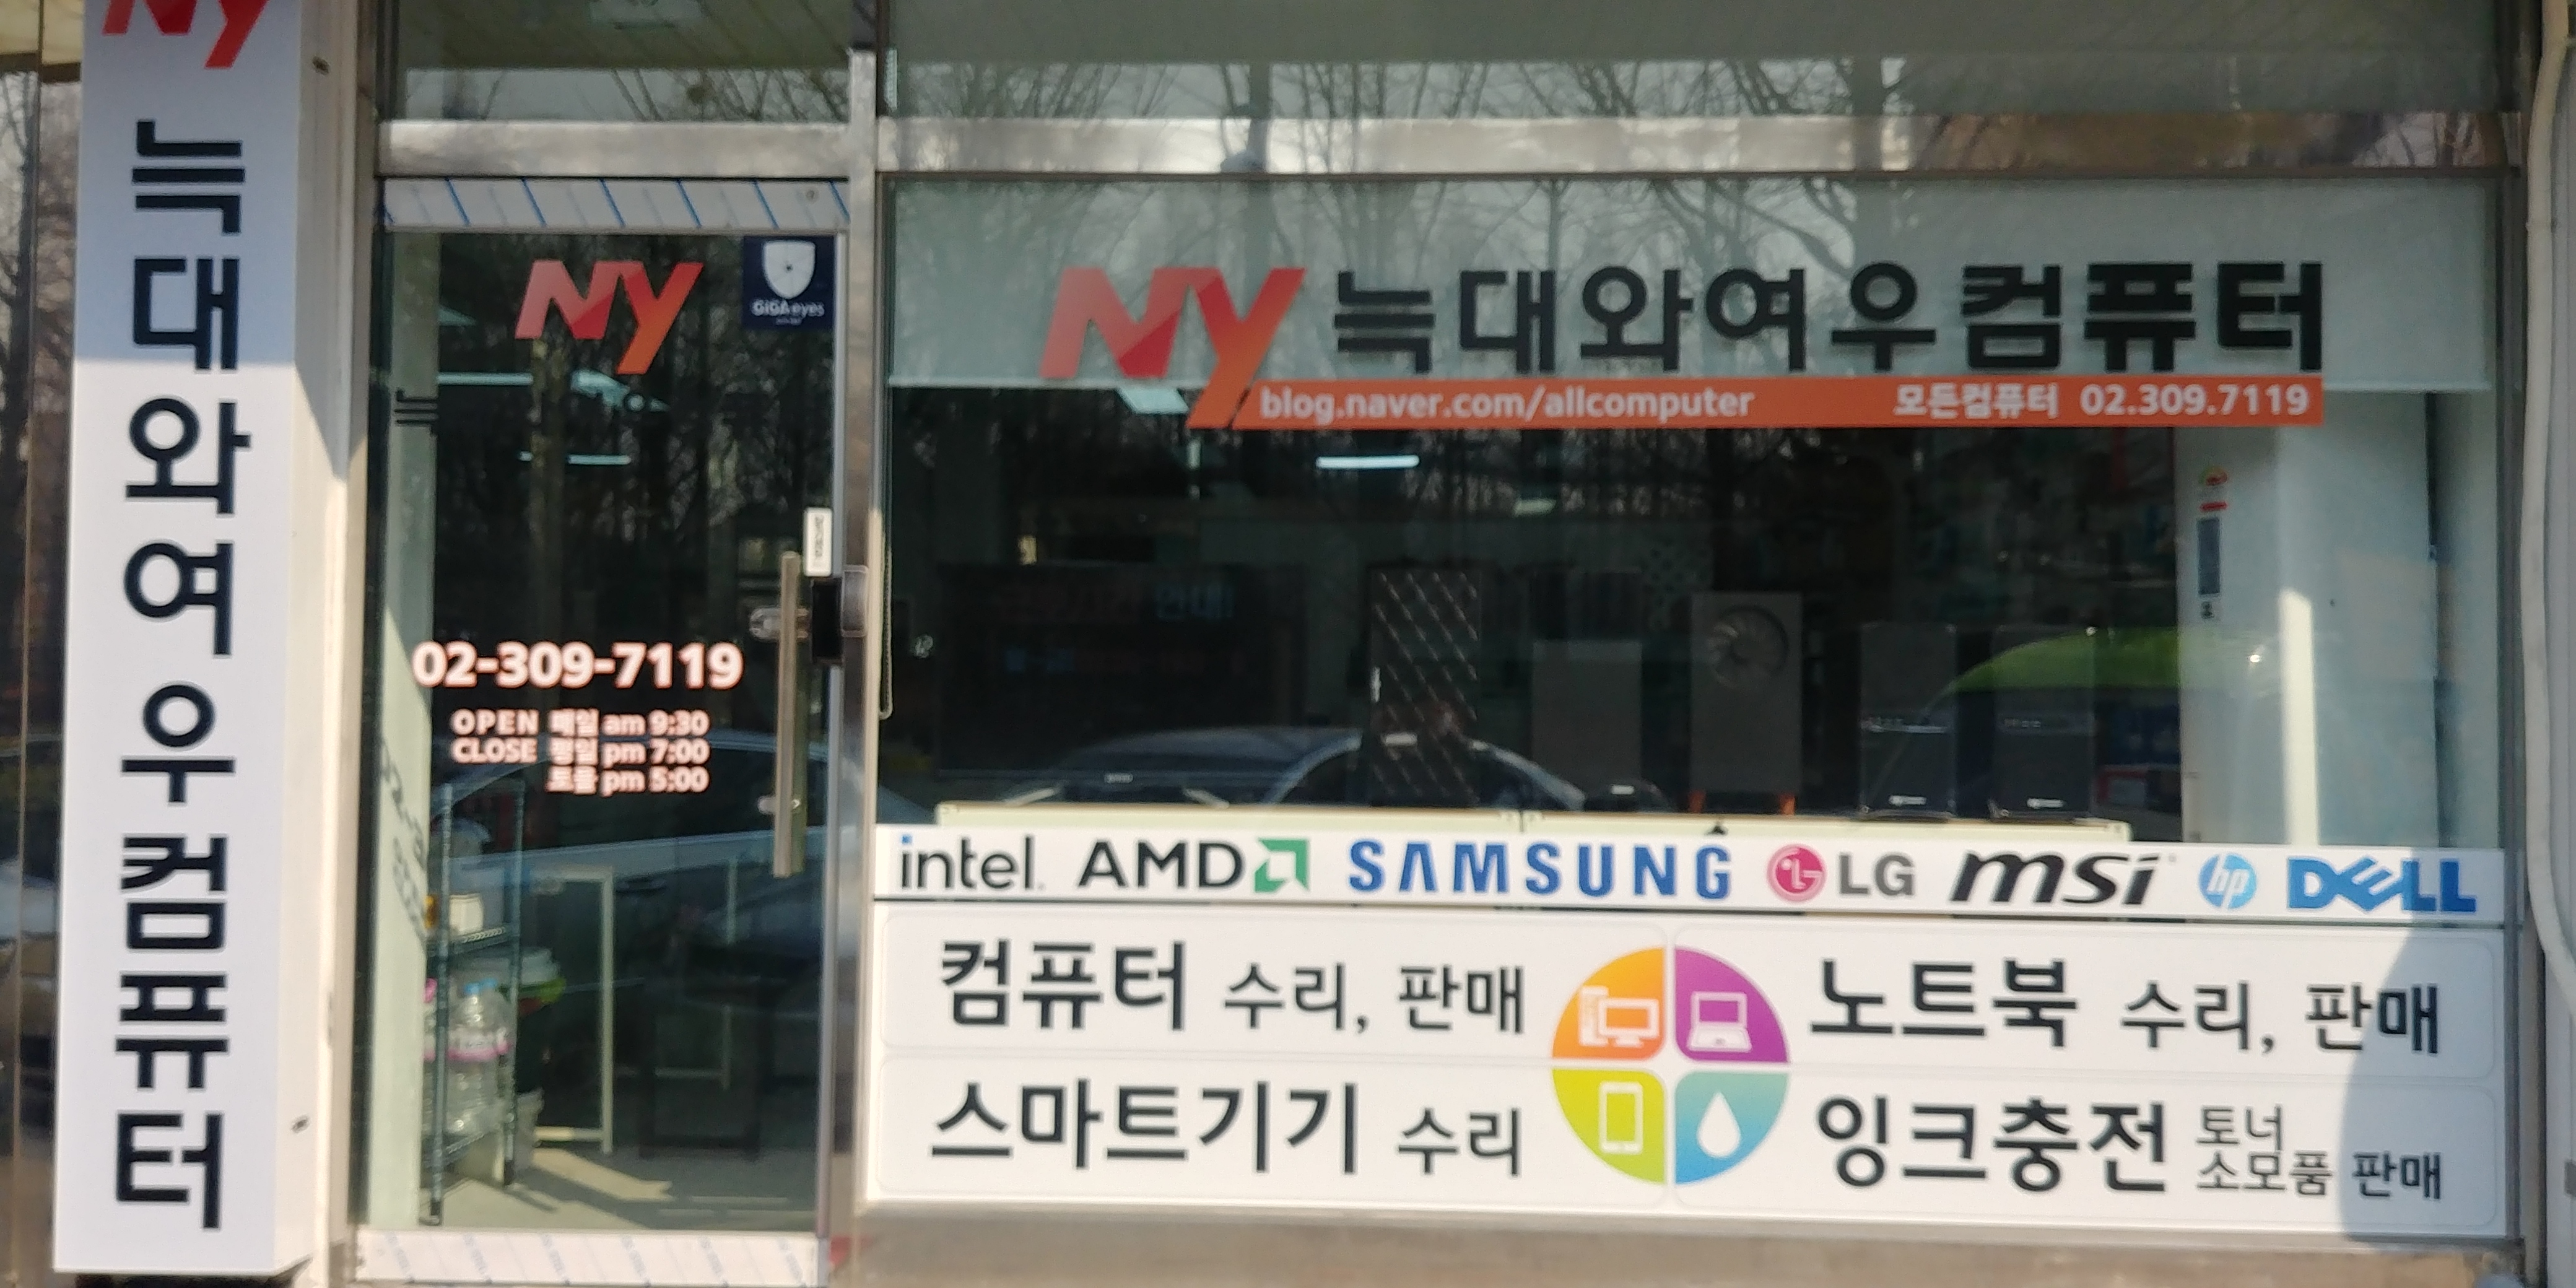 Ny
늑대와여우컴퓨터
Ny
GiGAeyes
02-309-7119
OPEN 매일 am 9:30
CLOSE 평일 pm 7:00
토요일 pm 5:00
Ny 늑대와여우컴퓨터
blog.naver.com/allcomputer 모든컴퓨터 02.309.7119
intel. AMD SAMSUNG LG msi hp DELL
컴퓨터 수리, 판매
노트북 수리, 판매
스마트기기 수리
잉크충전 토너
소모품 판매